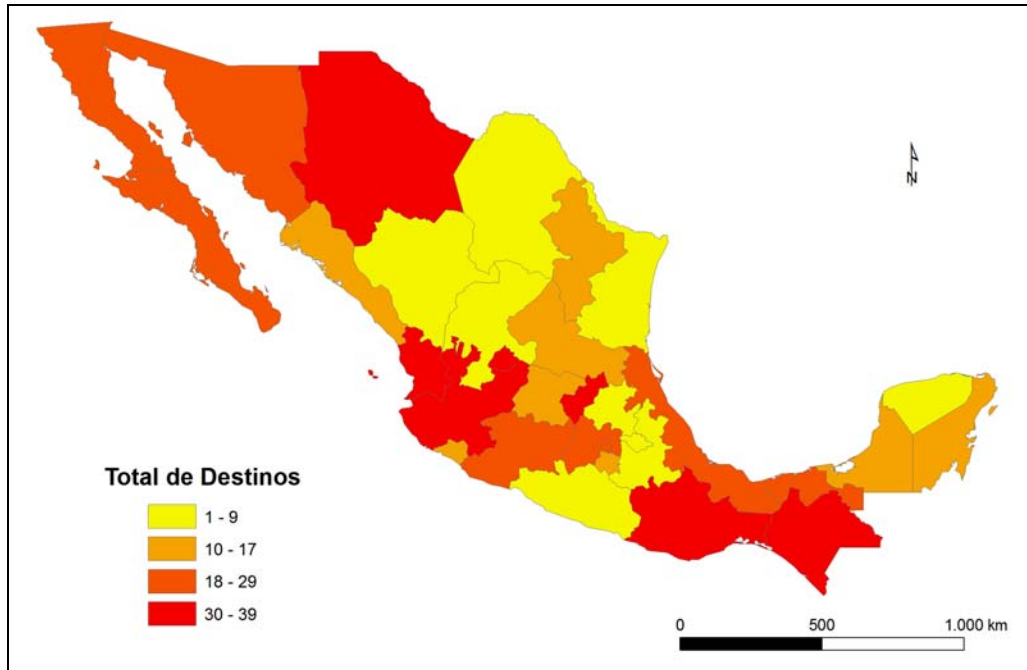 N
Total de Destinos
1 - 9
10 - 17
18 - 29
30 - 39
0 500 1.000 km